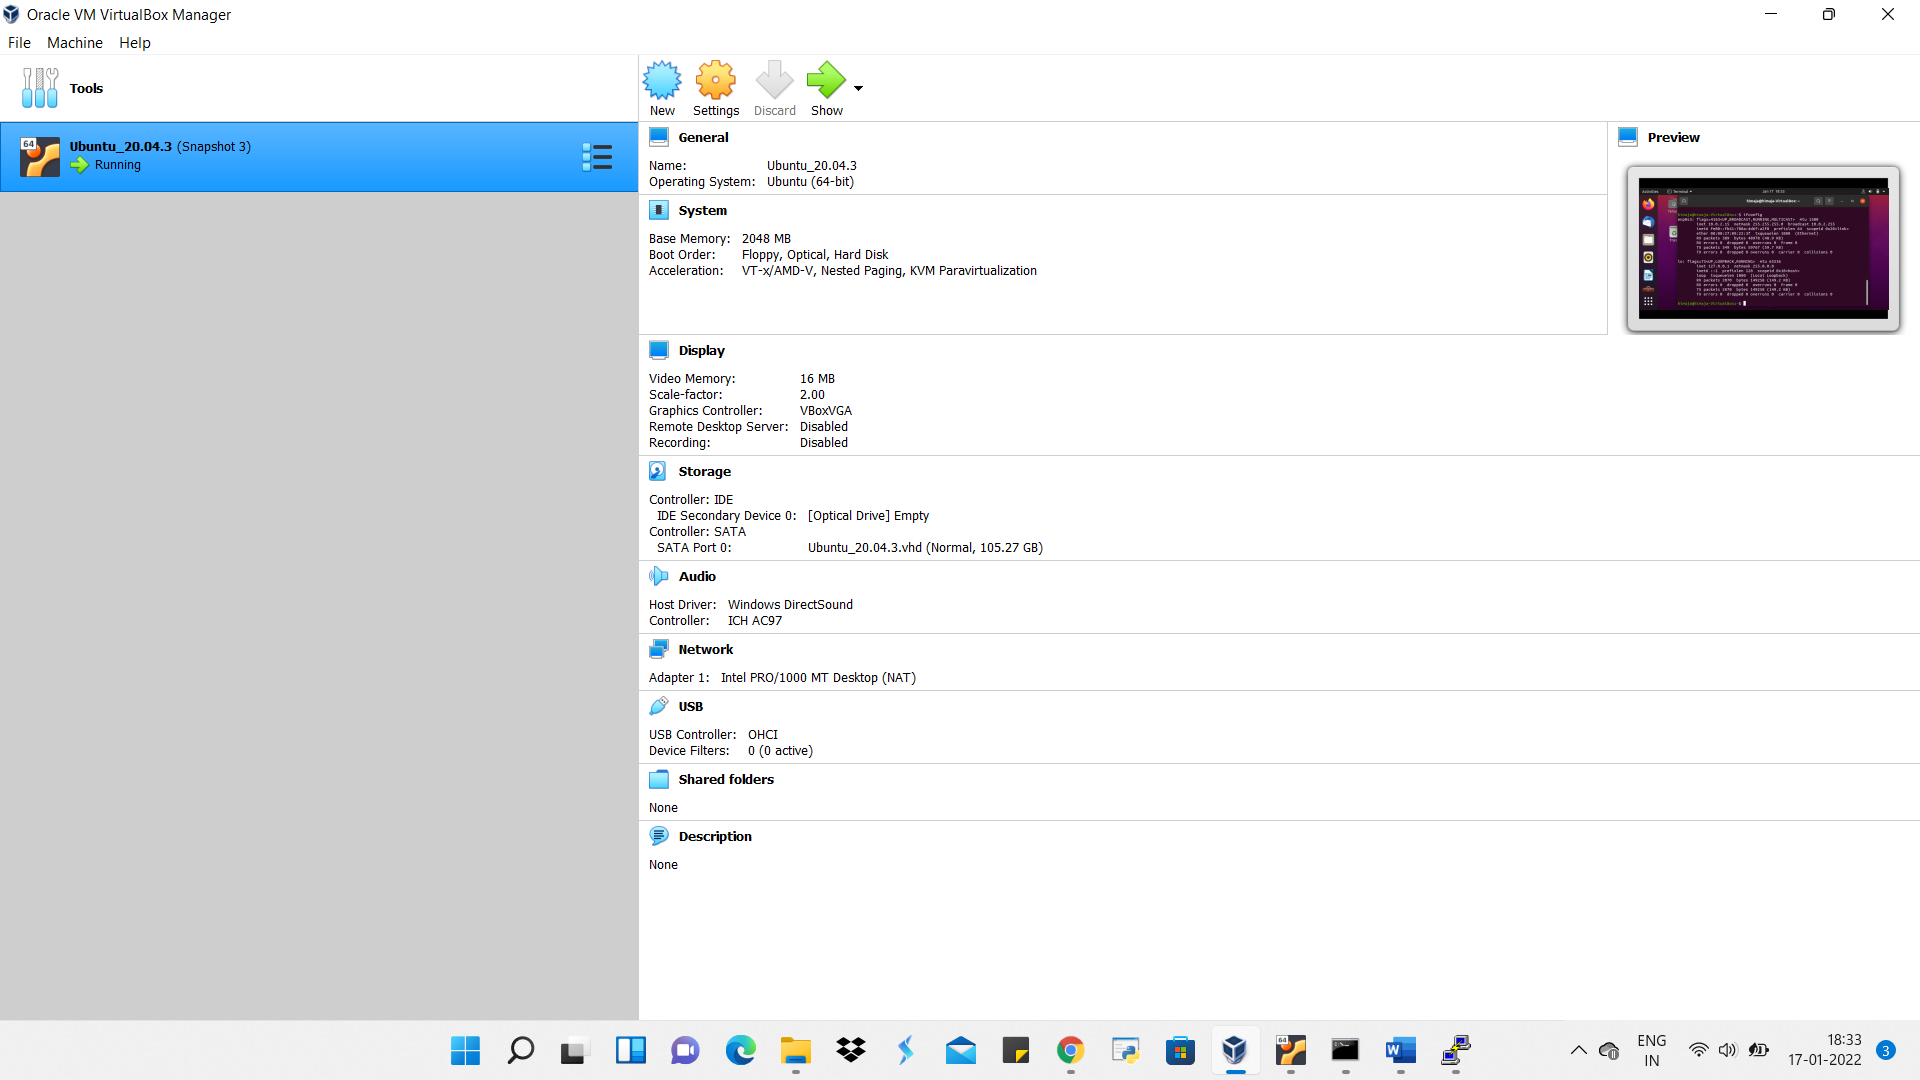 Oracle VM VirtualBox Manager
File Machine Help
Tools
New Settings Discard Show
64
Ubuntu_20.04.3 (Snapshot 3)
Running
General
Name: Ubuntu_20.04.3
Operating System: Ubuntu (64-bit)
Preview
System
Base Memory: 2048 MB
Boot Order: Floppy, Optical, Hard Disk
Acceleration: VT-x/AMD-V, Nested Paging, KVM Paravirtualization
Display
Video Memory: 16 MB
Scale-factor: 2.00
Graphics Controller: VBoxVGA
Remote Desktop Server: Disabled
Recording: Disabled
Storage
Controller: IDE
IDE Secondary Device 0: [Optical Drive] Empty
Controller: SATA
SATA Port 0: Ubuntu_20.04.3.vhd (Normal, 105.27 GB)
Audio
Host Driver: Windows DirectSound
Controller: ICH AC97
Network
Adapter 1: Intel PRO/1000 MT Desktop (NAT)
USB
USB Controller: OHCI
Device Filters: 0 (0 active)
Shared folders
None
Description
None
64
ENG
IN
18:33
17-01-2022
3